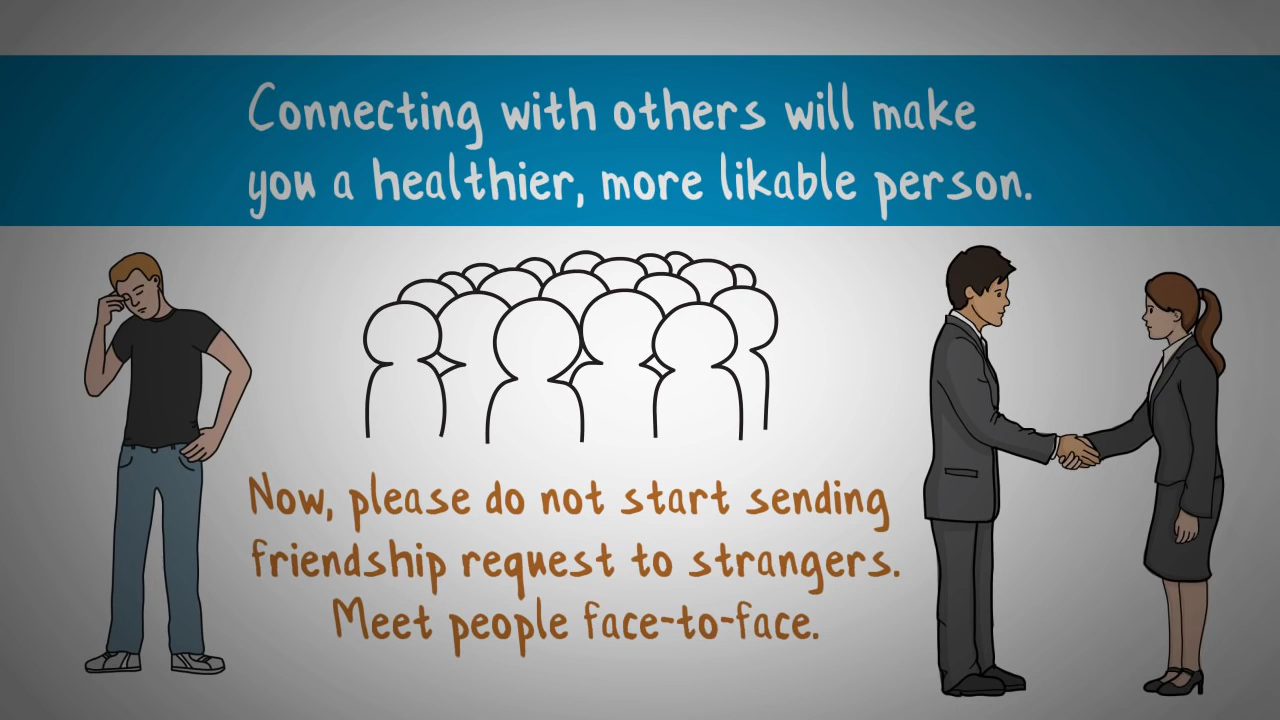 Connecting with others will make
you a healthier, more likable person.
Now, please do not start sending
friendship request to strangers.
Meet people face-to-face.